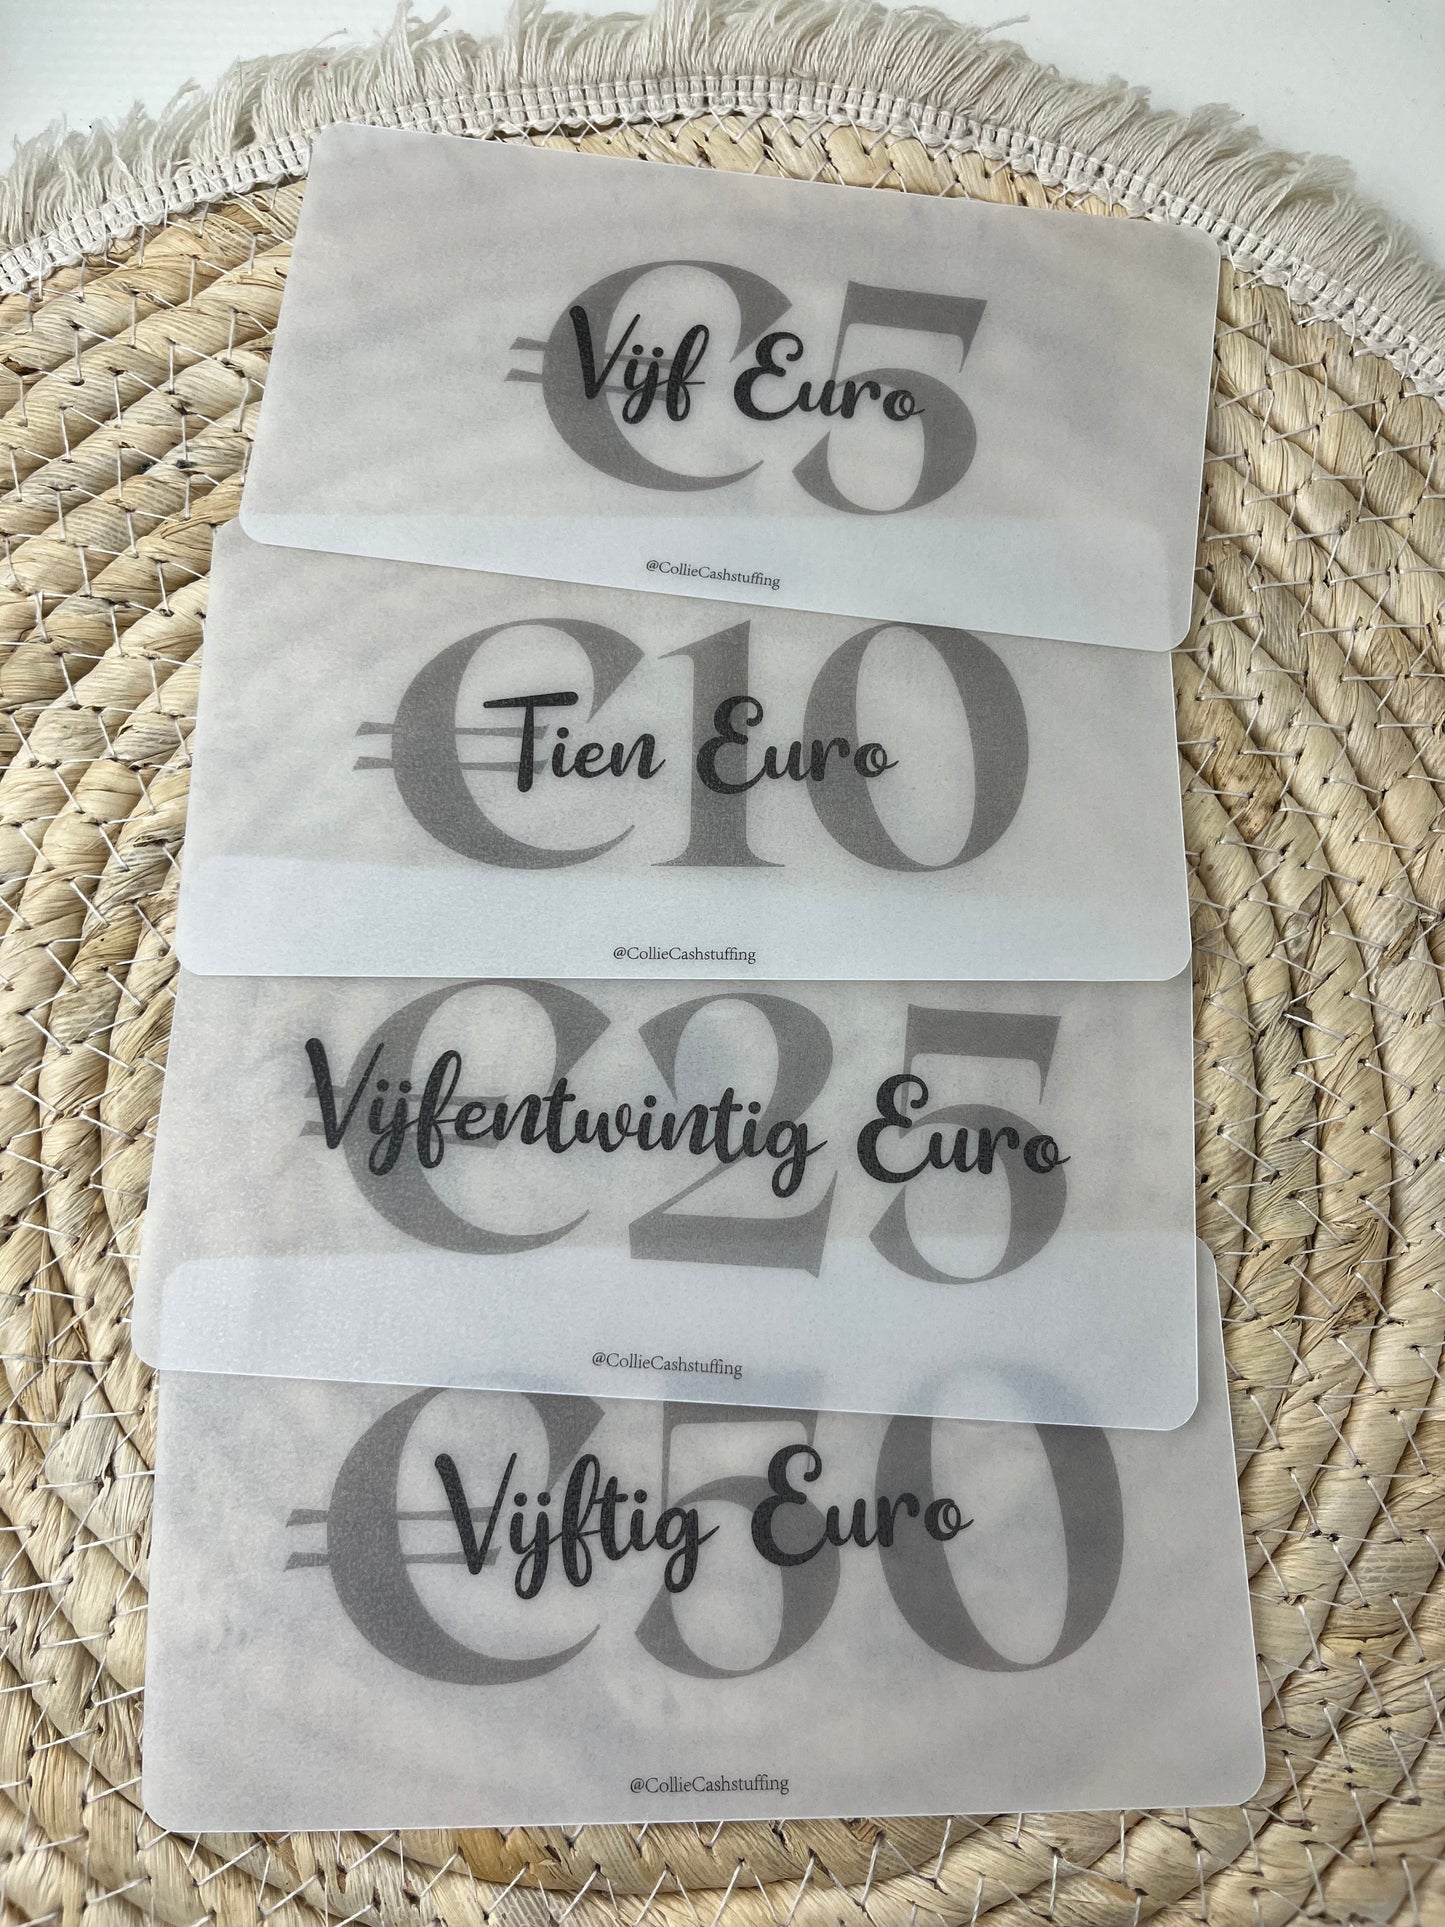 €5
Vijf Euro
@CollieCashstuffing
€10
Tien Euro
@CollieCashstuffing
€25
Vijfentwintig Euro
@CollieCashstuffing
€50
Vijftig Euro
@CollieCashstuffing